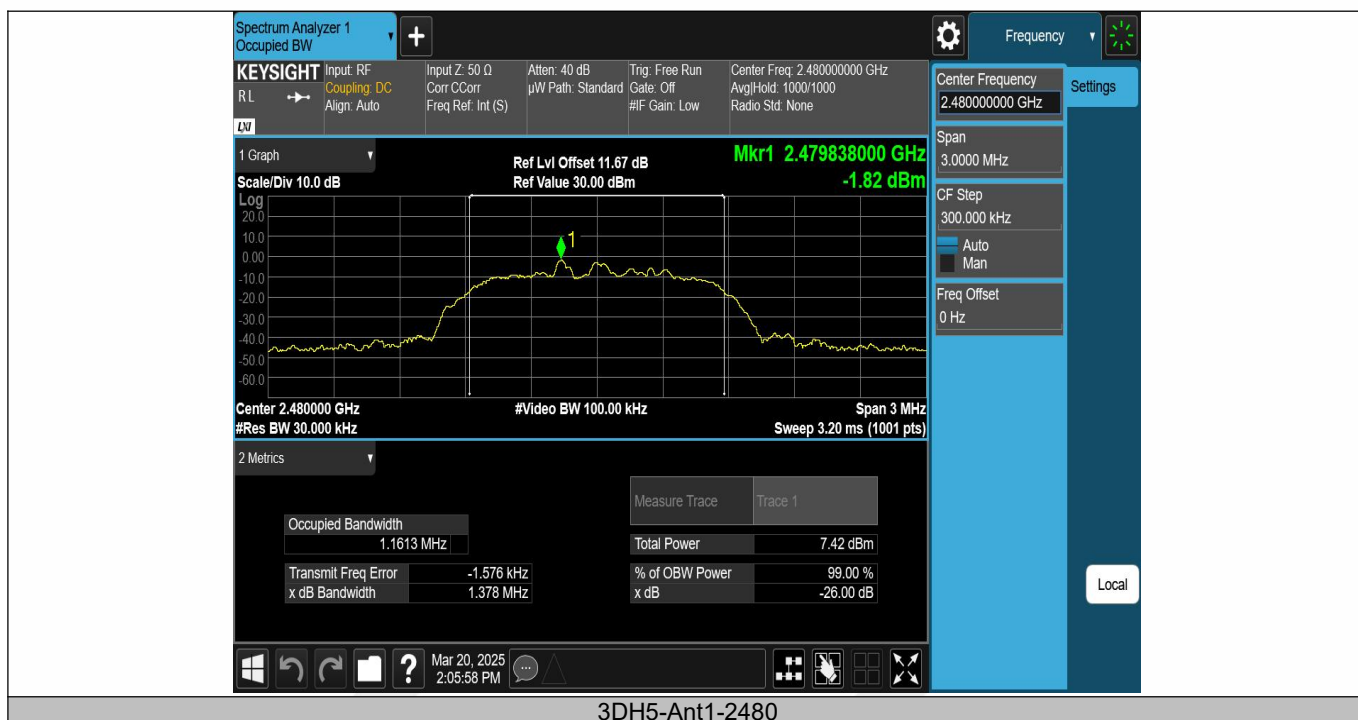 Spectrum Analyzer 1
Occupied BW
+
Frequency
KEYSIGHT
R L
LXI
Input: RF
Coupling: DC
Align: Auto
Input Z: 50 Ω
Corr CCorr
Freq Ref: Int (S)
Atten: 40 dB
µW Path: Standard
Trig: Free Run
Gate: Off
#IF Gain: Low
Center Freq: 2.480000000 GHz
Avg|Hold: 1000/1000
Radio Std: None
Center Frequency
2.480000000 GHz
Settings
Span
3.0000 MHz
CF Step
300.000 kHz
Auto
Man
Freq Offset
0 Hz
Local
1 Graph
Scale/Div 10.0 dB
Ref Lvl Offset 11.67 dB
Ref Value 30.00 dBm
Mkr1 2.479838000 GHz
-1.82 dBm
Log
20.0
10.0
0.00
-10.0
-20.0
-30.0
-40.0
-50.0
-60.0
1
Center 2.480000 GHz
#Video BW 100.00 kHz
Span 3 MHz
#Res BW 30.000 kHz
Sweep 3.20 ms (1001 pts)
2 Metrics
Measure Trace Trace 1
Occupied Bandwidth
1.1613 MHz
Total Power 7.42 dBm
Transmit Freq Error -1.576 kHz
% of OBW Power 99.00 %
x dB Bandwidth 1.378 MHz
x dB -26.00 dB
?
Mar 20, 2025
2:05:58 PM
3DH5-Ant1-2480